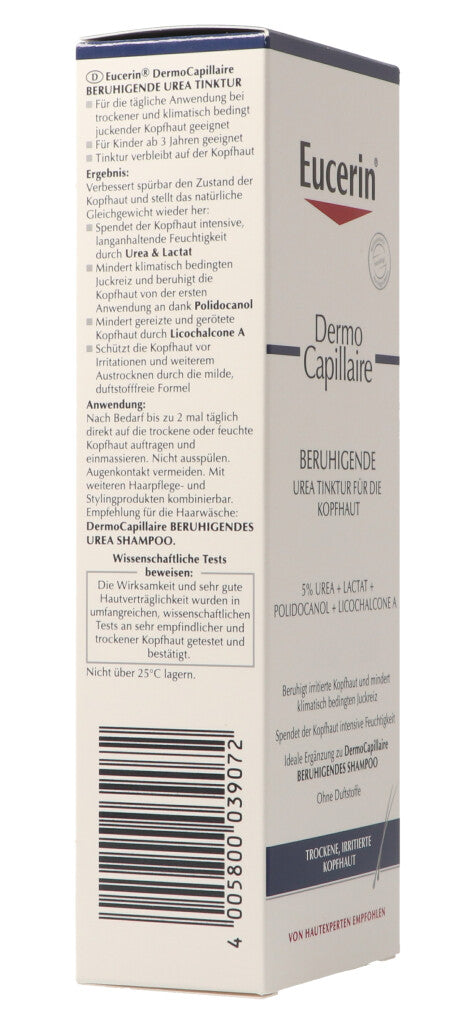 D Eucerin® DermoCapillaire
BERUHIGENDE UREA TINKTUR
Für die tägliche Anwendung bei
trockener und klimatisch bedingt
juckender Kopfhaut geeignet
Für Kinder ab 3 Jahren geeignet
Tinktur verbleibt auf der Kopfhaut
Ergebnis:
Verbessert spürbar den Zustand der
Kopfhaut und stellt das natürliche
Gleichgewicht wieder her:
Spendet der Kopfhaut intensive,
langanhaltende Feuchtigkeit
durch Urea & Lactat
Mindert klimatisch bedingten
Juckreiz und beruhigt die
Kopfhaut von der ersten
Anwendung an dank Polidocanol
Mindert gereizte und gerötete
Kopfhaut durch Licochalcone A
Schützt die Kopfhaut vor
Irritationen und weiterem
Austrocknen durch die milde,
duftstofffreie Formel
Anwendung:
Nach Bedarf bis zu 2 mal täglich
direkt auf die trockene oder feuchte
Kopfhaut auftragen und
einmassieren. Nicht ausspülen.
Augenkontakt vermeiden. Mit
weiteren Haarpflege- und
Stylingprodukten kombinierbar.
Empfehlung für die Haarwäsche:
DermoCapillaire BERUHIGENDES
UREA SHAMPOO.
Wissenschaftliche Tests
beweisen:
Die Wirksamkeit und sehr gute
Hautverträglichkeit wurden in
umfangreichen, wissenschaftlichen
Tests an sehr empfindlicher und
trockener Kopfhaut getestet und
bestätigt.
Nicht über 25°C lagern.
4 005800 039072
Eucerin®
Dermo
Capillaire
BERUHIGENDE
UREA TINKTUR FÜR DIE
KOPFHAUT
5% UREA + LACTAT +
POLIDOCANOL + LICOCHALCONE A
Beruhigt irritierte Kopfhaut und mindert
klimatisch bedingten Juckreiz
Spendet der Kopfhaut intensive Feuchtigkeit
Ideale Ergänzung zu DermoCapillaire
BERUHIGENDES SHAMPOO
Ohne Duftstoffe
TROCKENE, IRRITIERTE
KOPFHAUT
VON HAUTEXPERTEN EMPFOHLEN